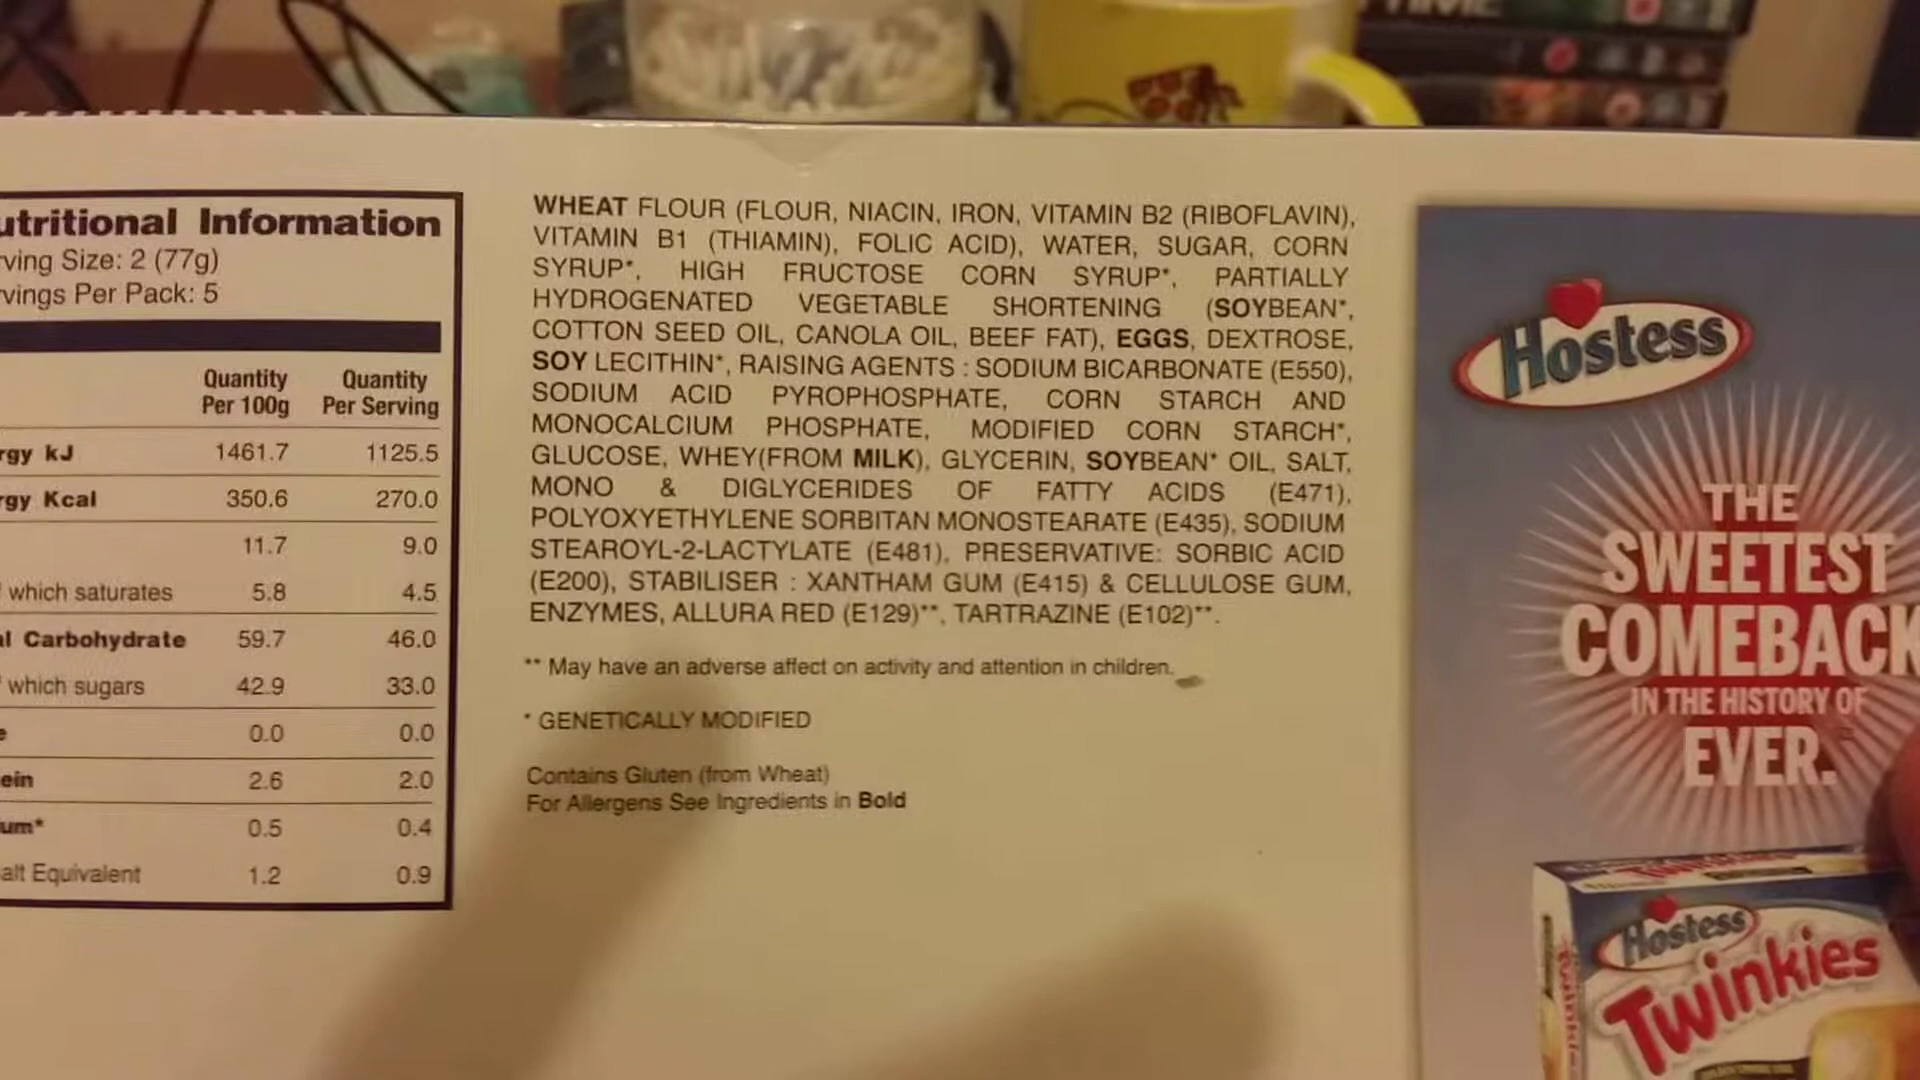 utritional Information
rving Size: 2 (77g)
rvings Per Pack: 5
Quantity Per 100g
Quantity Per Serving
rgy kJ 1461.7 1125.5
rgy Kcal 350.6 270.0
11.7 9.0
which saturates 5.8 4.5
al Carbohydrate 59.7 46.0
which sugars 42.9 33.0
e 0.0 0.0
ein 2.6 2.0
um* 0.5 0.4
alt Equivalent 1.2 0.9
WHEAT FLOUR (FLOUR, NIACIN, IRON, VITAMIN B2 (RIBOFLAVIN),
VITAMIN B1 (THIAMIN), FOLIC ACID), WATER, SUGAR, CORN
SYRUP*, HIGH FRUCTOSE CORN SYRUP*, PARTIALLY
HYDROGENATED VEGETABLE SHORTENING (SOYBEAN*,
COTTON SEED OIL, CANOLA OIL, BEEF FAT), EGGS, DEXTROSE,
SOY LECITHIN*, RAISING AGENTS : SODIUM BICARBONATE (E550),
SODIUM ACID PYROPHOSPHATE, CORN STARCH AND
MONOCALCIUM PHOSPHATE, MODIFIED CORN STARCH*,
GLUCOSE, WHEY(FROM MILK), GLYCERIN, SOYBEAN* OIL, SALT,
MONO & DIGLYCERIDES OF FATTY ACIDS (E471),
POLYOXYETHYLENE SORBITAN MONOSTEARATE (E435), SODIUM
STEAROYL-2-LACTYLATE (E481), PRESERVATIVE: SORBIC ACID
(E200), STABILISER : XANTHAM GUM (E415) & CELLULOSE GUM,
ENZYMES, ALLURA RED (E129)**, TARTRAZINE (E102)**.
** May have an adverse affect on activity and attention in children.
* GENETICALLY MODIFIED
Contains Gluten (from Wheat)
For Allergens See Ingredients in Bold
Hostess
THE
SWEETEST
COMEBACK
IN THE HISTORY OF
EVER.
Hostess
Twinkies